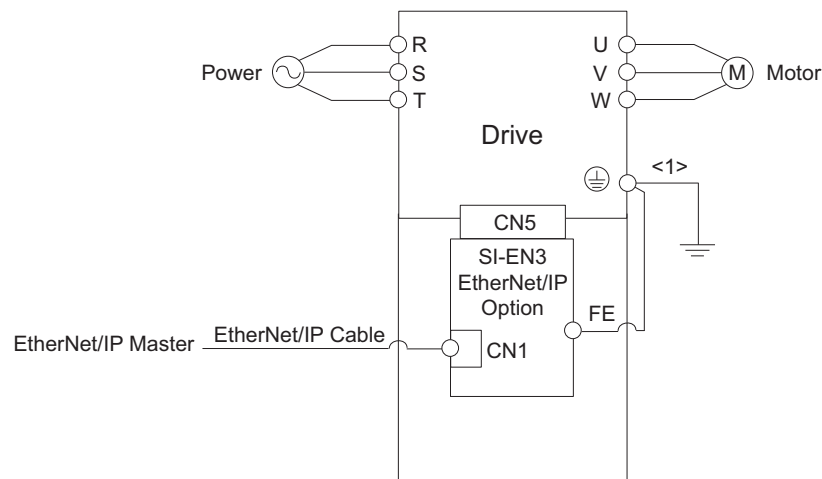 R
U
Power
S
V
M
Motor
T
W
Drive
<1>
CN5
SI-EN3
EtherNet/IP
Option
FE
EtherNet/IP Master
EtherNet/IP Cable
CN1